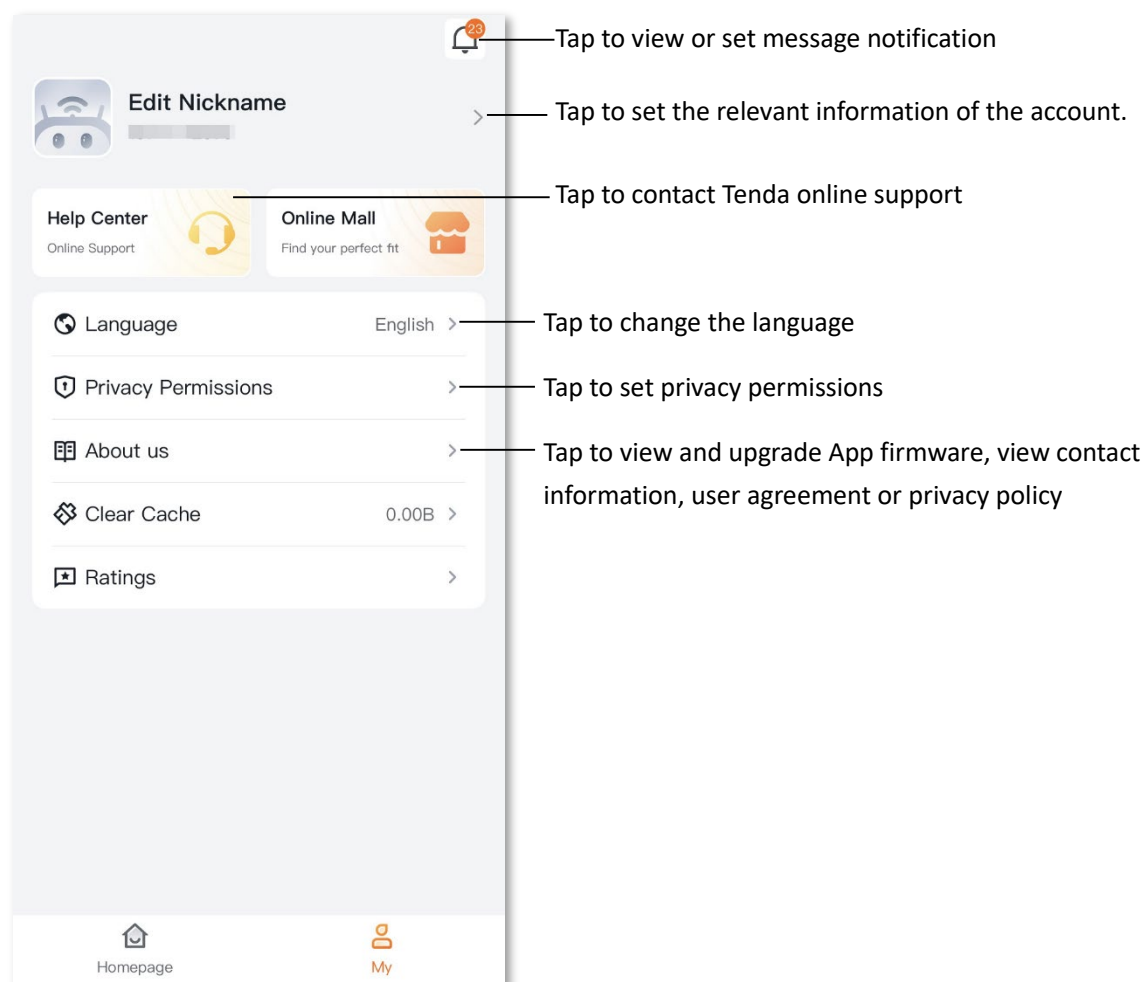 23
Tap to view or set message notification
Edit Nickname
Tap to set the relevant information of the account.
Tap to contact Tenda online support
Help Center
Online Support
Online Mall
Find your perfect fit
Language
English
Tap to change the language
Privacy Permissions
Tap to set privacy permissions
About us
Tap to view and upgrade App firmware, view contact
information, user agreement or privacy policy
Clear Cache
0.00B
Ratings
Homepage
My